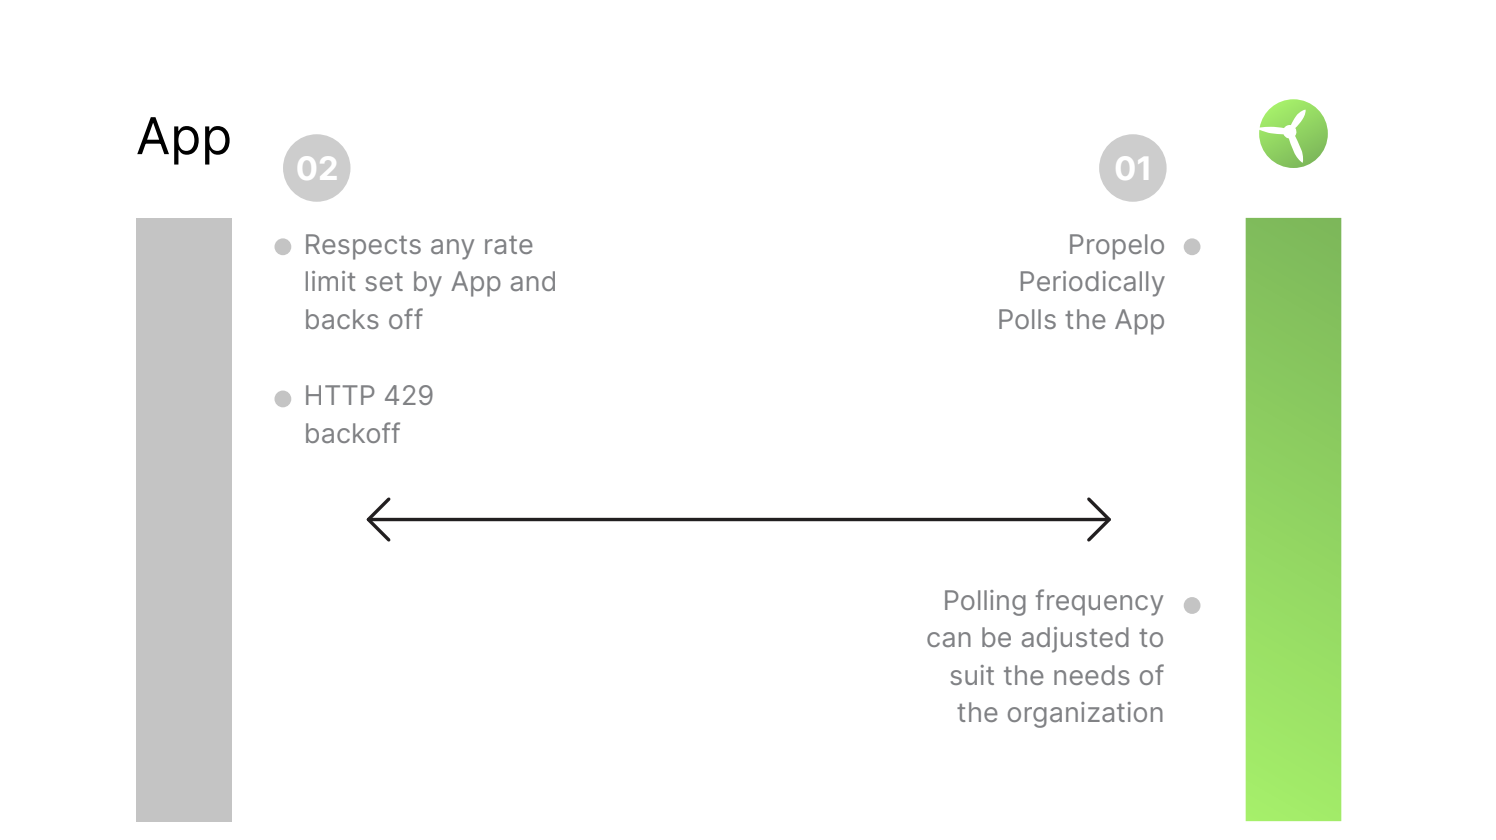 App
02
Respects any rate
limit set by App and
backs off
HTTP 429
backoff
01
Propelo
Periodically
Polls the App
Polling frequency
can be adjusted to
suit the needs of
the organization